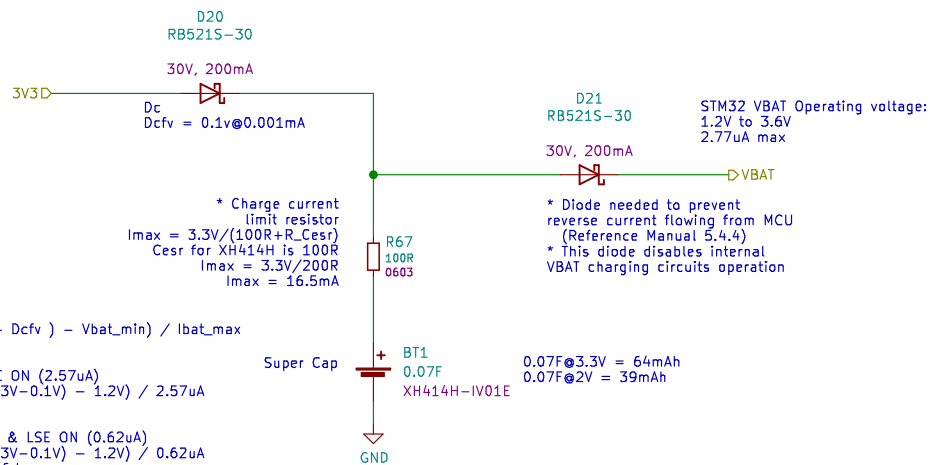 D20
RB521S-30
30V, 200mA
3V3
Dc
Dcfv = 0.1v@0.001mA
D21
RB521S-30
30V, 200mA
STM32 VBAT Operating voltage:
1.2V to 3.6V
2.77uA max
VBAT
* Charge current
limit resistor
Imax = 3.3V/(100R+R_Cesr)
Cesr for XH414H is 100R
Imax = 3.3V/200R
Imax = 16.5mA
R67
100R
0603
* Diode needed to prevent
reverse current flowing from MCU
(Reference Manual 5.4.4)
* This diode disables internal
VBAT charging circuits operation
- Dcfv ) - Vbat_min) / Ibat_max
Super Cap
+
BT1
0.07F
XH414H-IV01E
0.07F@3.3V = 64mAh
0.07F@2V = 39mAh
ON (2.57uA)
3V-0.1V) - 1.2V) / 2.57uA
& LSE ON (0.62uA)
3V-0.1V) - 1.2V) / 0.62uA
GND